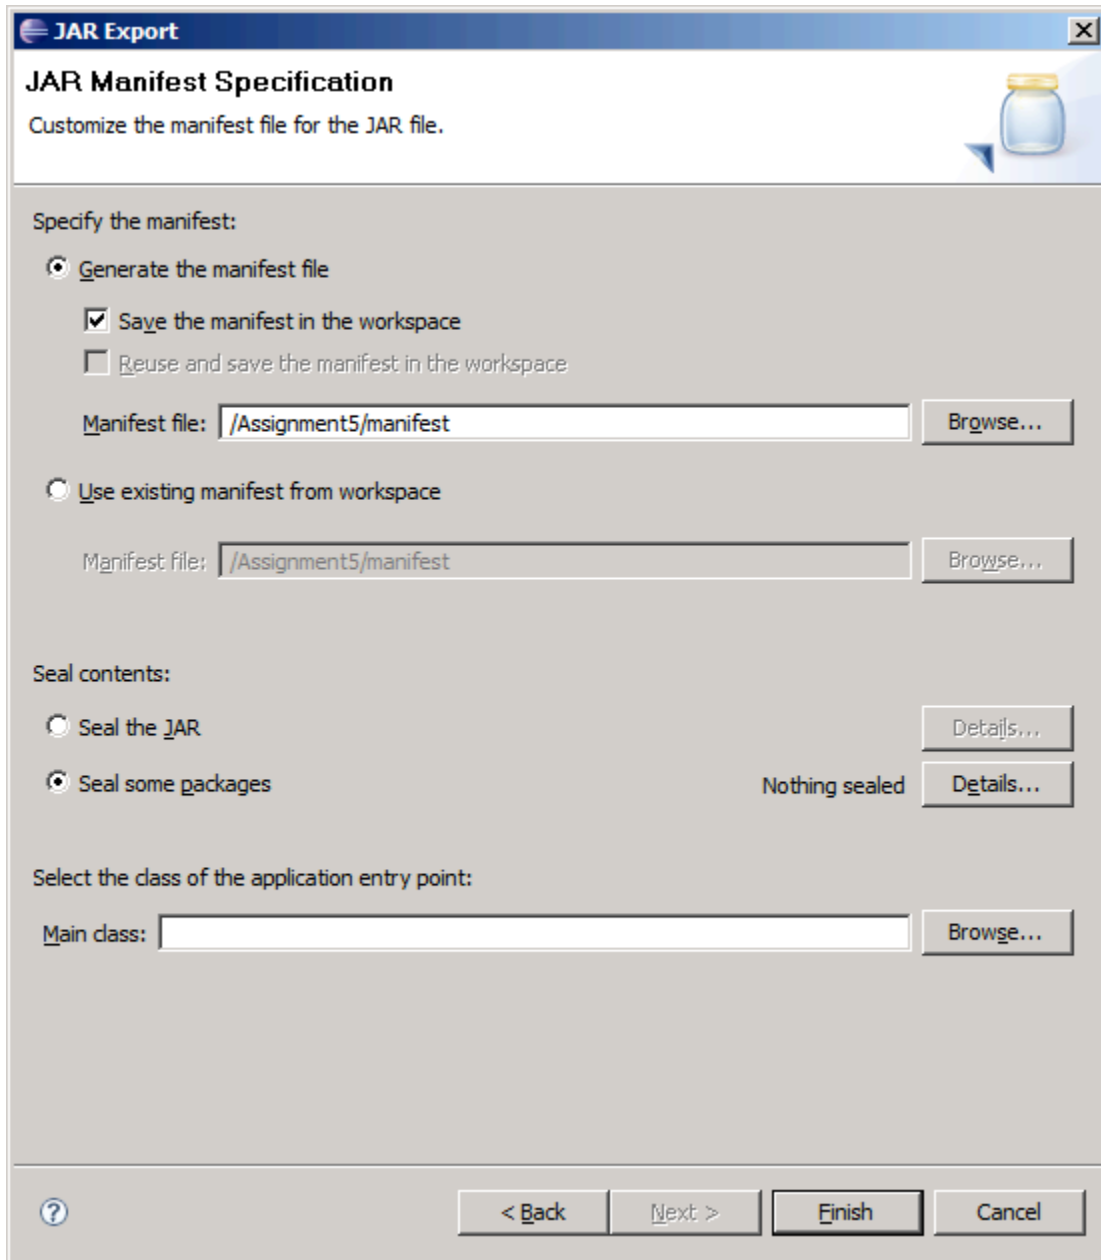 JAR Export
JAR Manifest Specification
Customize the manifest file for the JAR file.
Specify the manifest:
Generate the manifest file
Save the manifest in the workspace
Reuse and save the manifest in the workspace
Manifest file: /Assignment5/manifest Browse...
Use existing manifest from workspace
Manifest file: /Assignment5/manifest Browse...
Seal contents:
Seal the JAR Details...
Seal some packages Nothing sealed Details...
Select the class of the application entry point:
Main class: Browse...
? < Back Next > Finish Cancel